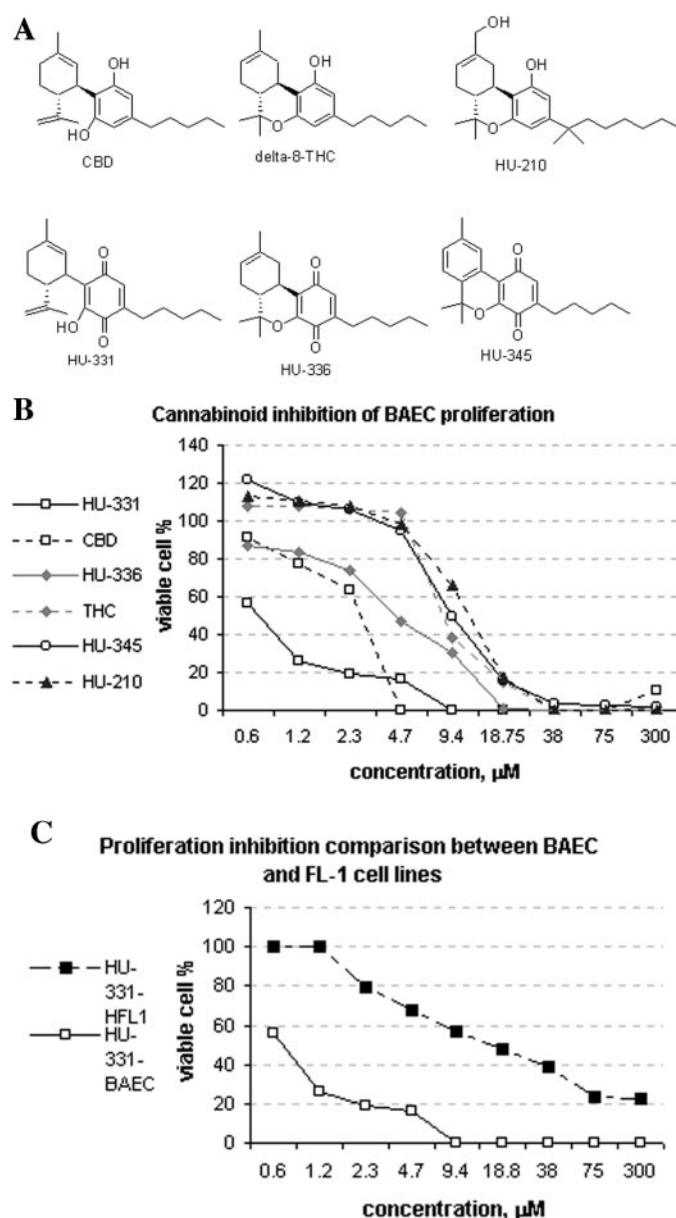 A
OH
HO
CBD
OH
O
delta-8-THC
OH
OH
O
HU-210
O
HO
O
HU-331
O
O
O
HU-336
O
O
O
HU-345
B
Cannabinoid inhibition of BAEC proliferation
HU-331
CBD
HU-336
THC
HU-345
HU-210
viable cell %
140
120
100
80
60
40
20
0
0.6 1.2 2.3 4.7 9.4 18.75 38 75 300
concentration, µM
C
Proliferation inhibition comparison between BAEC
and FL-1 cell lines
HU-
331-
HFL1
HU-
331-
BAEC
viable cell %
120
100
80
60
40
20
0
0.6 1.2 2.3 4.7 9.4 18.8 38 75 300
concentration, µM